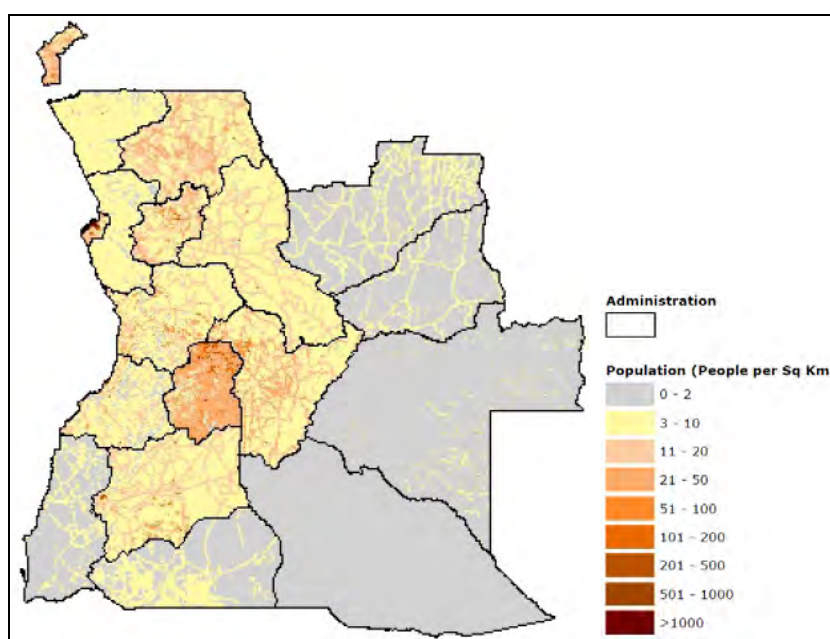 Administration
Population (People per Sq Km
0 - 2
3 - 10
11 - 20
21 - 50
51 - 100
101 - 200
201 - 500
501 - 1000
>1000